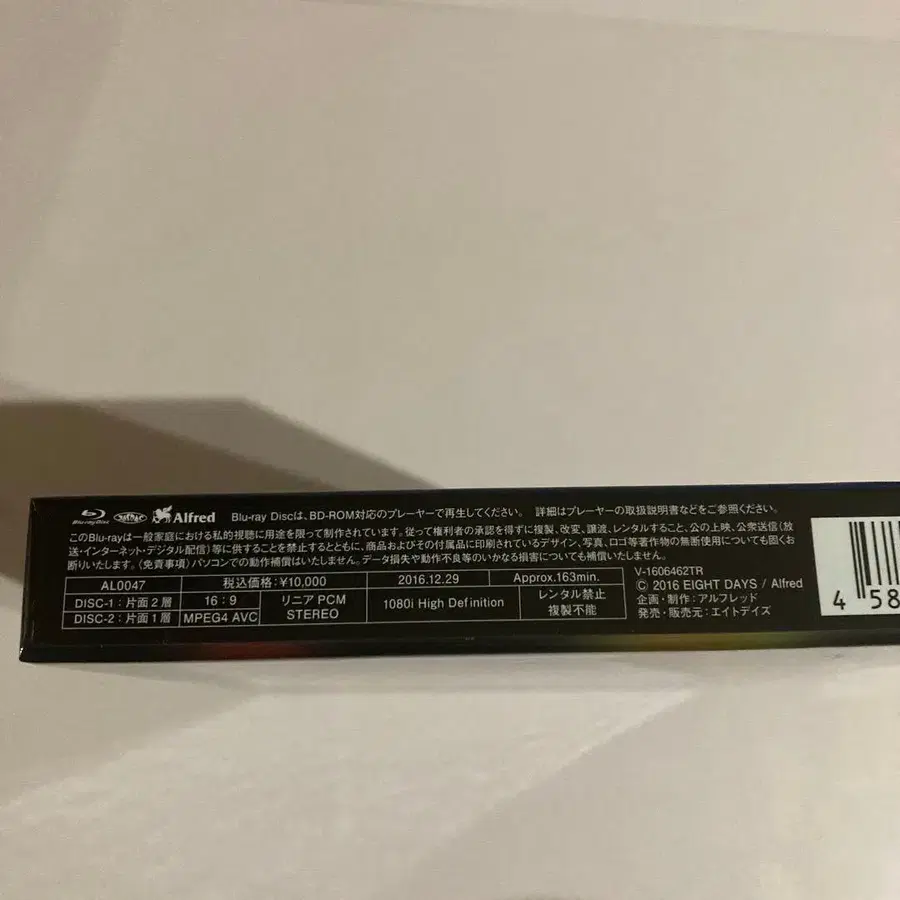 Blu-ray Disc Alfred Blu-ray Discは、BD-ROM対応のプレーヤーで再生してください。 詳細はプレーヤーの取扱説明書などをご参照ください。
このBlu-rayは一般家庭における私的視聴に用途を限って制作されています。従って権利者の承認を得ずに複製、改変、譲渡、レンタルすること、公の上映、公衆送信(放
送・インターネット・デジタル配信)等に供することを禁止するとともに、商品およびその付属品に印刷されているデザイン、写真、ロゴ等著作物の無断使用についても固くお
断りいたします。〈免責事項〉パソコンでの動作補償はいたしません。データ損失や動作不良等のいかなる損害についても補償いたしません。
AL0047 税込価格:¥10,000 2016.12.29 Approx.163min.
DISC-1:片面2層 16:9 リニア PCM STEREO 1080i High Definition レンタル禁止 複製不能
DISC-2:片面1層 MPEG4 AVC
V-1606462TR
Ⓒ 2016 EIGHT DAYS / Alfred
企画・制作:アルフレッド
発売・販売元:エイトデイズ
4 58